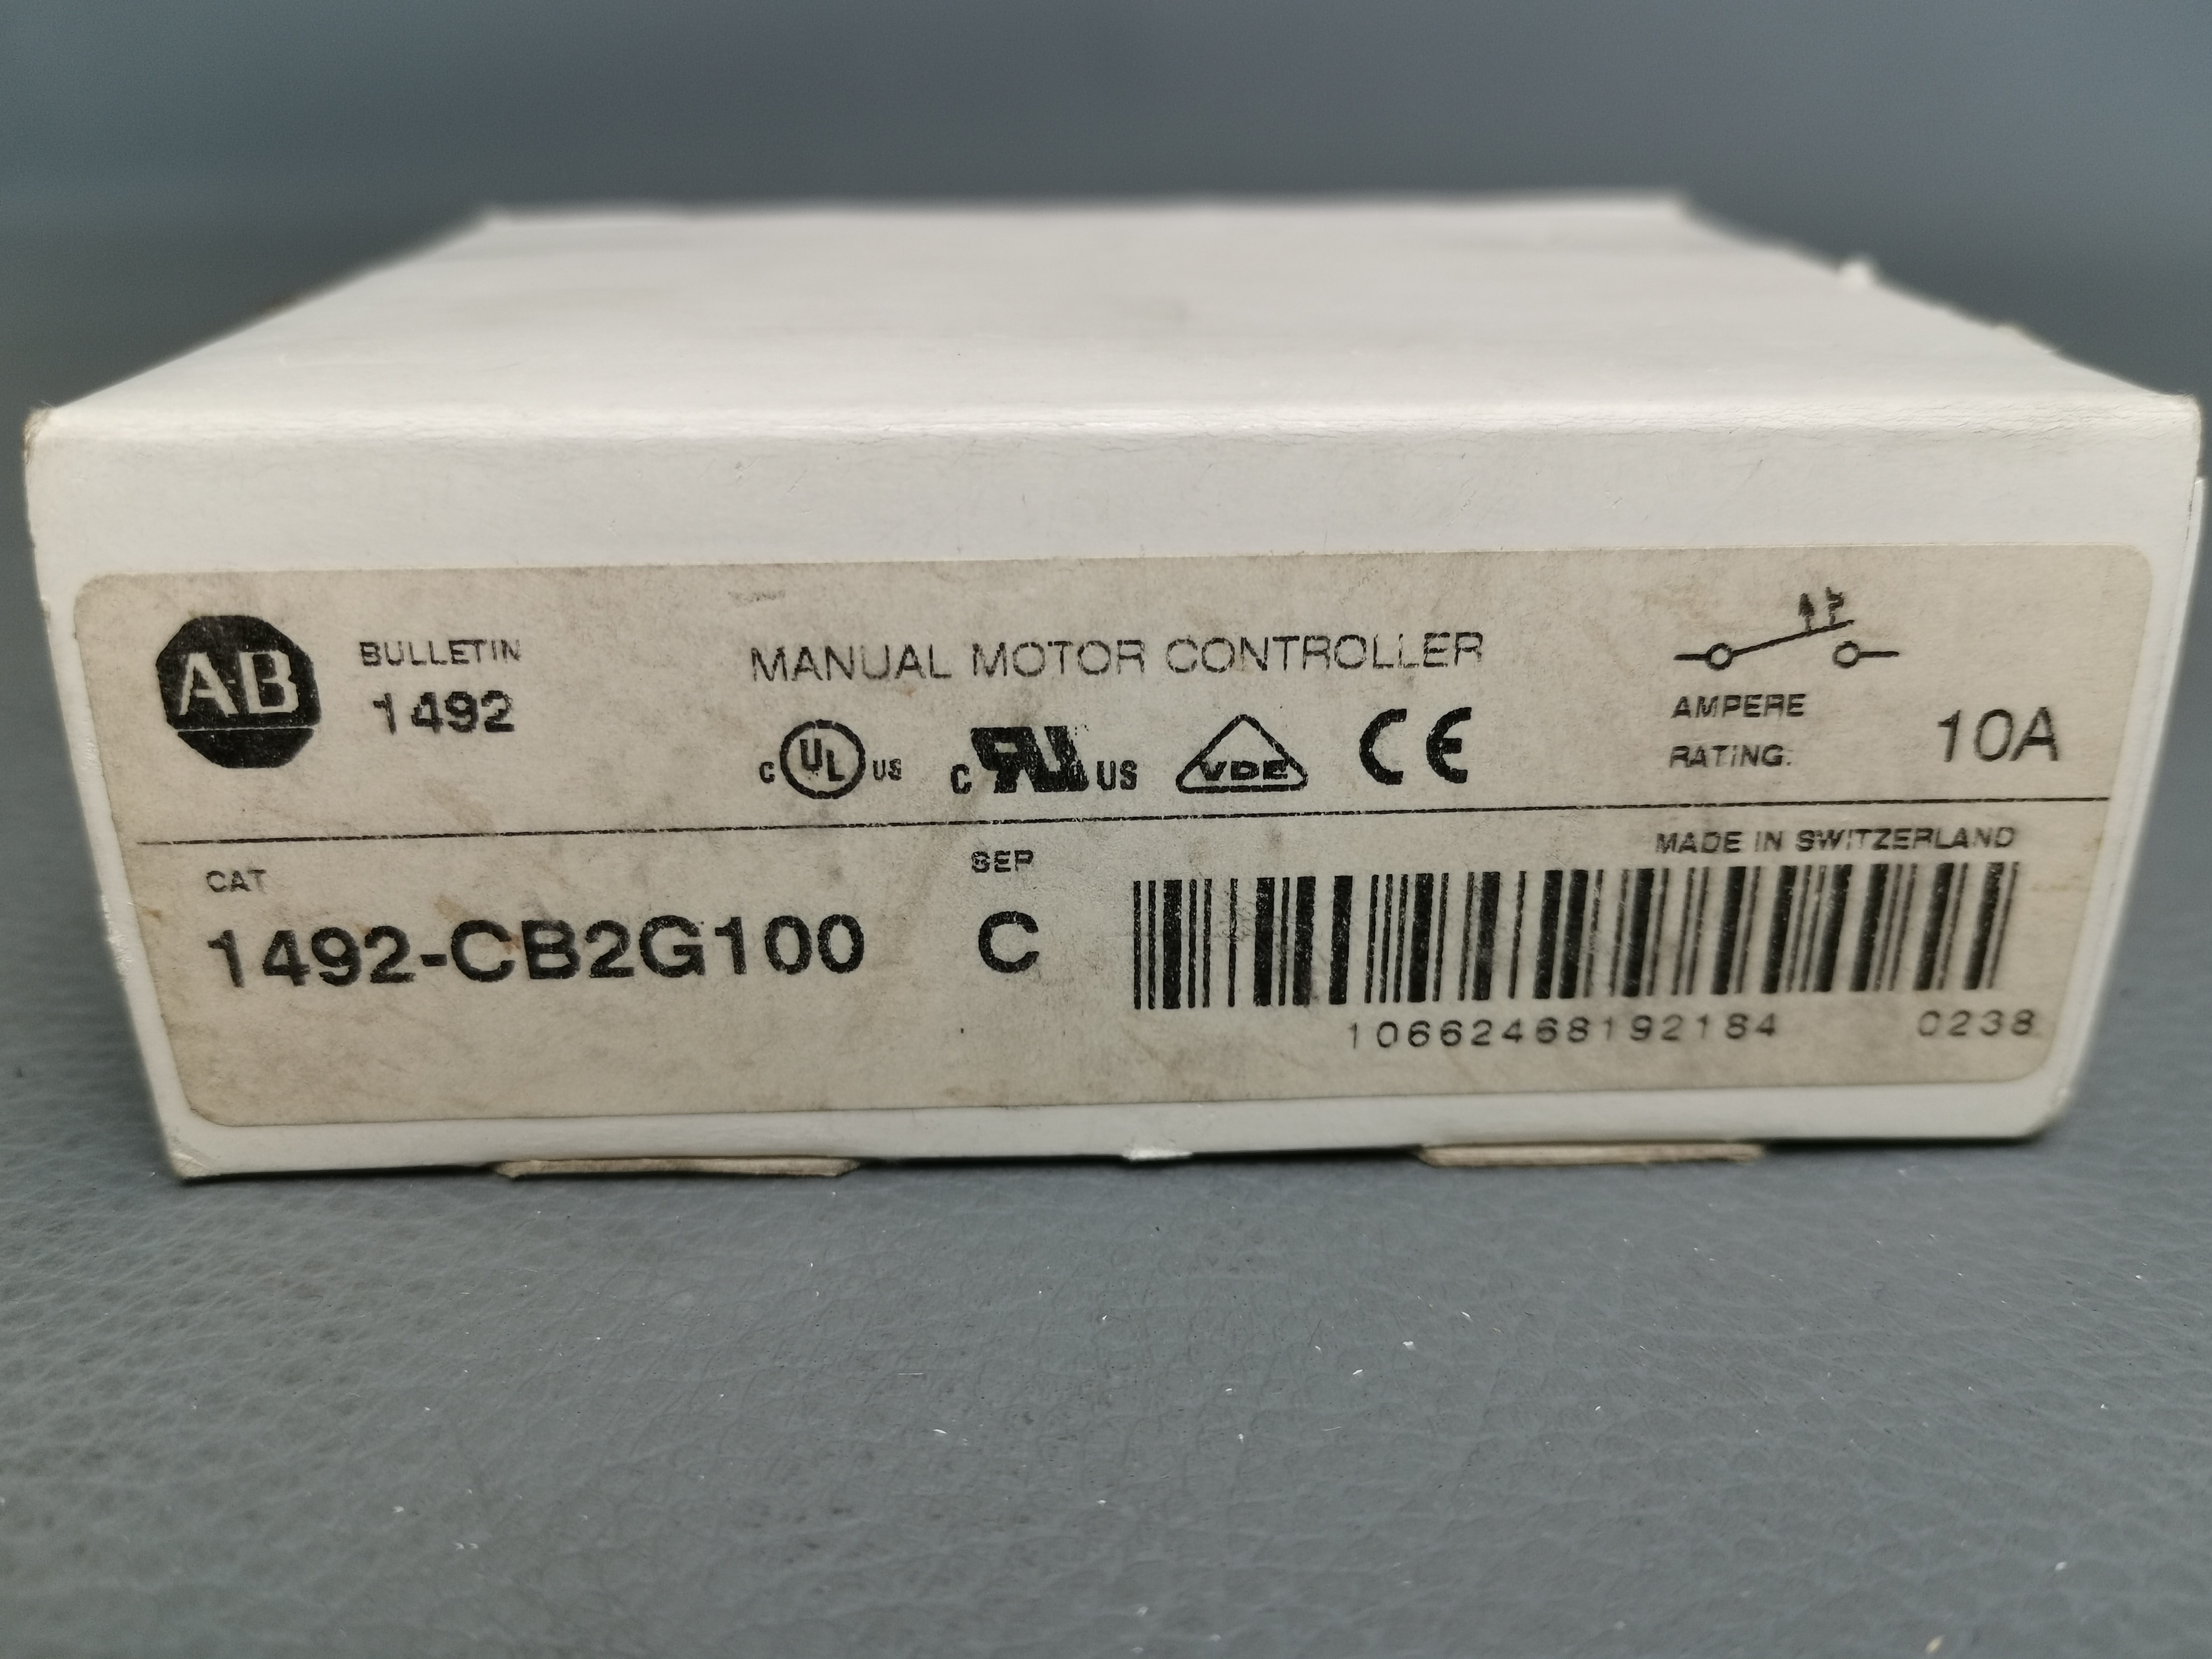 AB
BULLETIN
1492
MANUAL MOTOR CONTROLLER
C UL US
C RU US
VDE
CE
AMPERE
RATING:
10A
CAT
1492-CB2G100
SER
C
MADE IN SWITZERLAND
10662468192184 0238